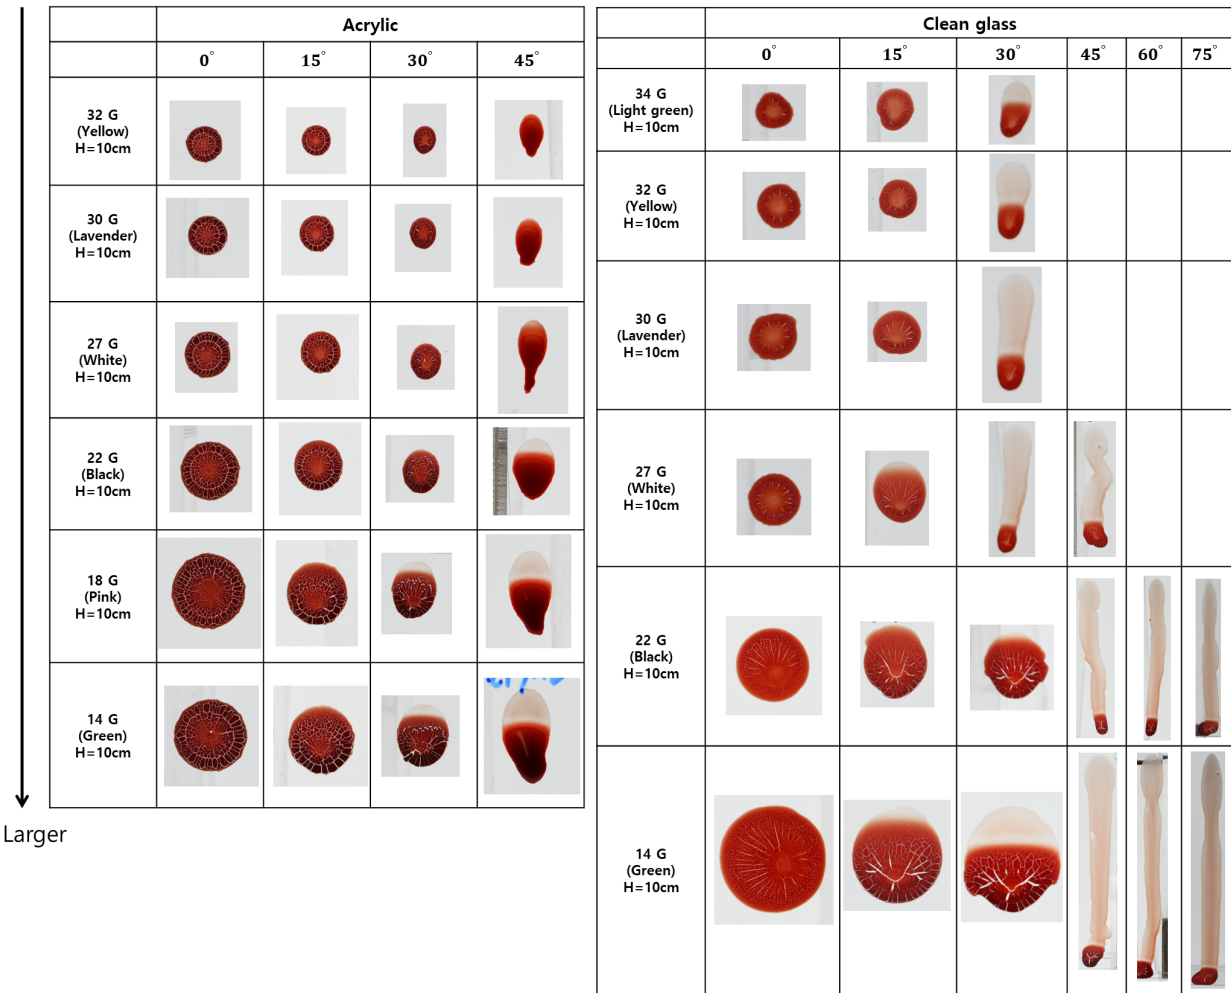 Acrylic
0° 15° 30° 45°
32 G
(Yellow)
H=10cm
30 G
(Lavender)
H=10cm
27 G
(White)
H=10cm
22 G
(Black)
H=10cm
18 G
(Pink)
H=10cm
14 G
(Green)
H=10cm
Larger
Clean glass
0° 15° 30° 45° 60° 75°
34 G
(Light green)
H=10cm
32 G
(Yellow)
H=10cm
30 G
(Lavender)
H=10cm
27 G
(White)
H=10cm
22 G
(Black)
H=10cm
14 G
(Green)
H=10cm